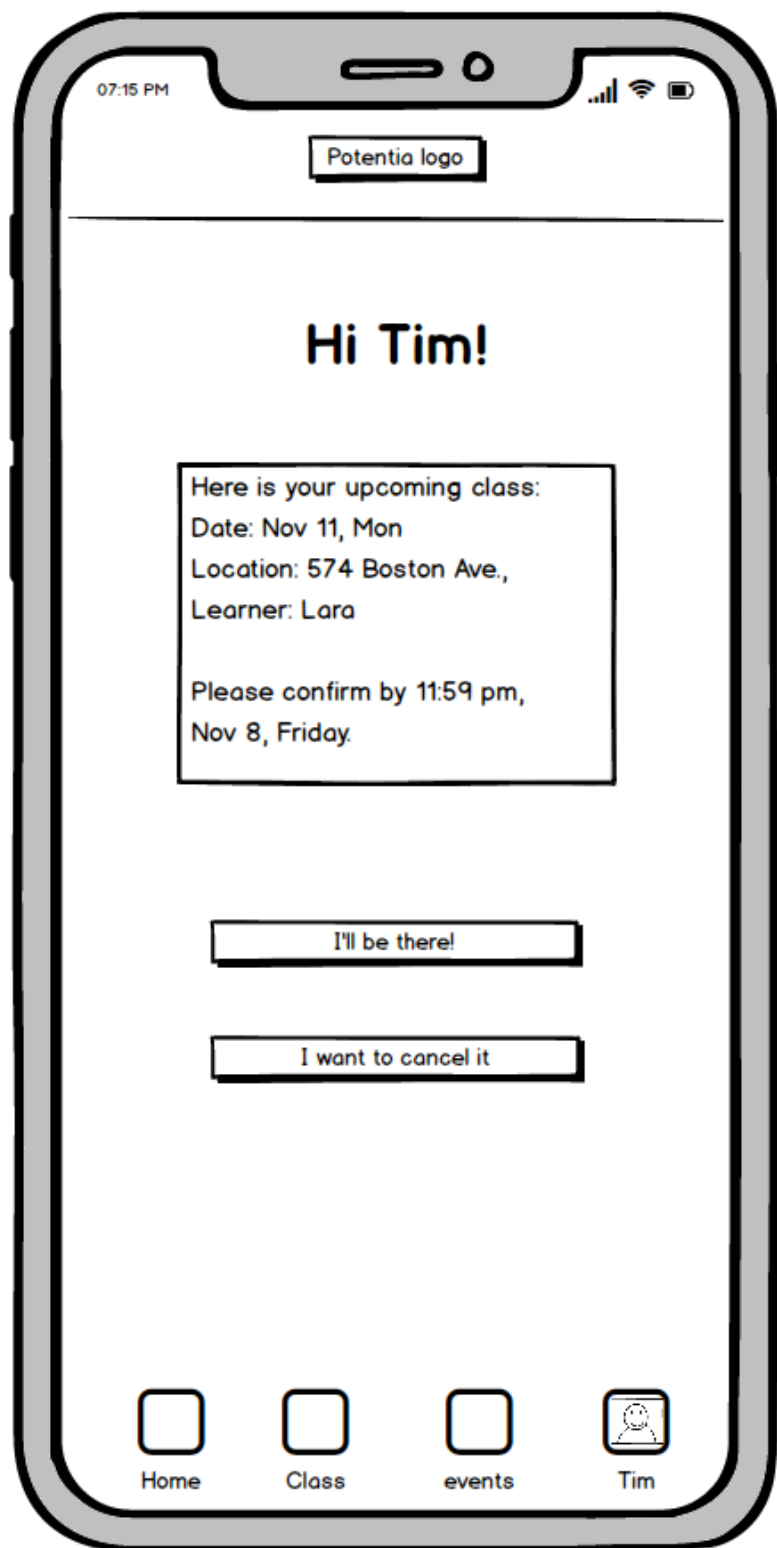 07:15 PM
Potentia logo
Hi Tim!
Here is your upcoming class:
Date: Nov 11, Mon
Location: 574 Boston Ave.,
Learner: Lara
Please confirm by 11:59 pm,
Nov 8, Friday.
I'll be there!
I want to cancel it
Home Class events Tim